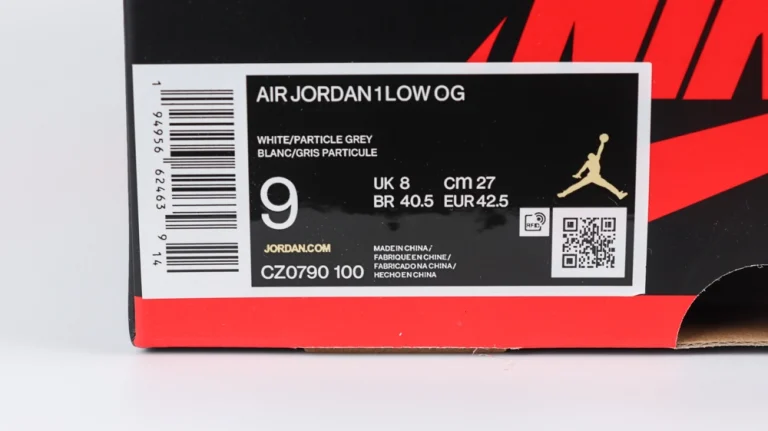 AIR JORDAN 1 LOW OG
WHITE/PARTICLE GREY
BLANC/GRIS PARTICULE
9
UK 8 cm 27
BR 40.5 EUR 42.5
JORDAN.COM
CZ0790 100
MADE IN CHINA/
FABRIQUE EN CHINE/
FABRICADO NA CHINA/
HECHO EN CHINA
RFID
1 94956 62463 9 14